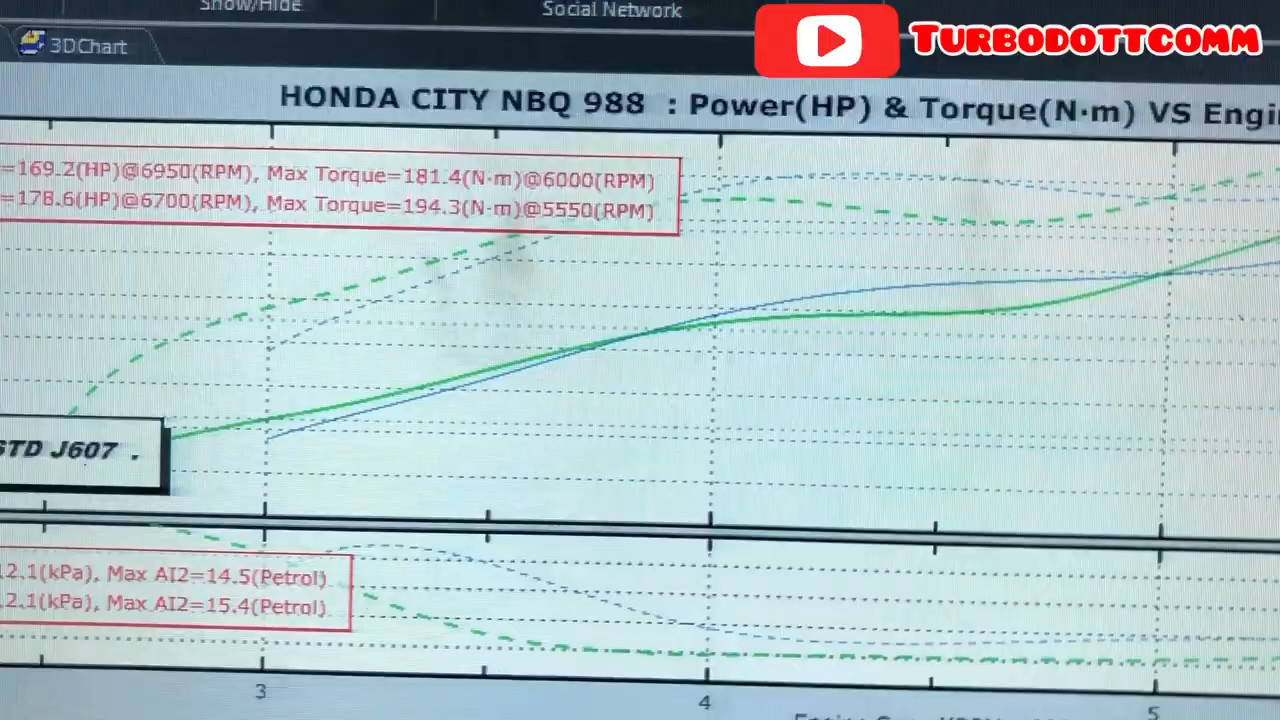 Show/Hide
Social Network
3DChart
TURBODOTTCOMM
HONDA CITY NBQ 988 : Power(HP) & Torque(N·m) VS Engi
=169.2(HP)@6950(RPM), Max Torque=181.4(N·m)@6000(RPM)
=178.6(HP)@6700(RPM), Max Torque=194.3(N·m)@5550(RPM)
STD J607 .
12.1(kPa), Max AI2=14.5(Petrol)
12.1(kPa), Max AI2=15.4(Petrol)
3
4
5